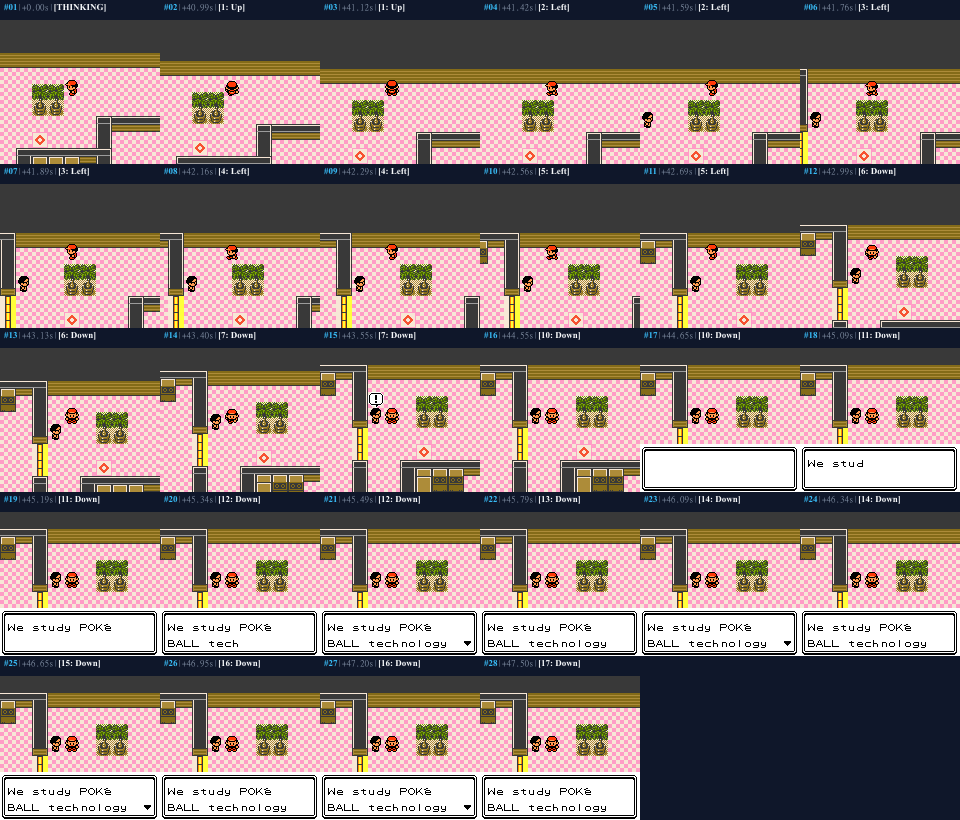 #01|+0.00s|[THINKING]
#02|+40.99s|[1: Up]
#03|+41.12s|[1: Up]
#04|+41.42s|[2: Left]
#05|+41.59s|[2: Left]
#06|+41.76s|[3: Left]
#07|+41.89s|[3: Left]
#08|+42.16s|[4: Left]
#09|+42.29s|[4: Left]
#10|+42.56s|[5: Left]
#11|+42.69s|[5: Left]
#12|+42.99s|[6: Down]
#13|+43.13s|[6: Down]
#14|+43.40s|[7: Down]
#15|+43.55s|[7: Down]
#16|+44.55s|[10: Down]
#17|+44.65s|[10: Down]
#18|+45.09s|[11: Down]
!
We stud
#19|+45.19s|[11: Down]
#20|+45.34s|[12: Down]
#21|+45.49s|[12: Down]
#22|+45.79s|[13: Down]
#23|+46.09s|[14: Down]
#24|+46.34s|[14: Down]
We study POKé
We study POKé
BALL tech
We study POKé
BALL technology
We study POKé
BALL technology
We study POKé
BALL technology
We study POKé
BALL technology
#25|+46.65s|[15: Down]
#26|+46.95s|[16: Down]
#27|+47.20s|[16: Down]
#28|+47.50s|[17: Down]
We study POKé
BALL technology
We study POKé
BALL technology
We study POKé
BALL technology
We study POKé
BALL technology